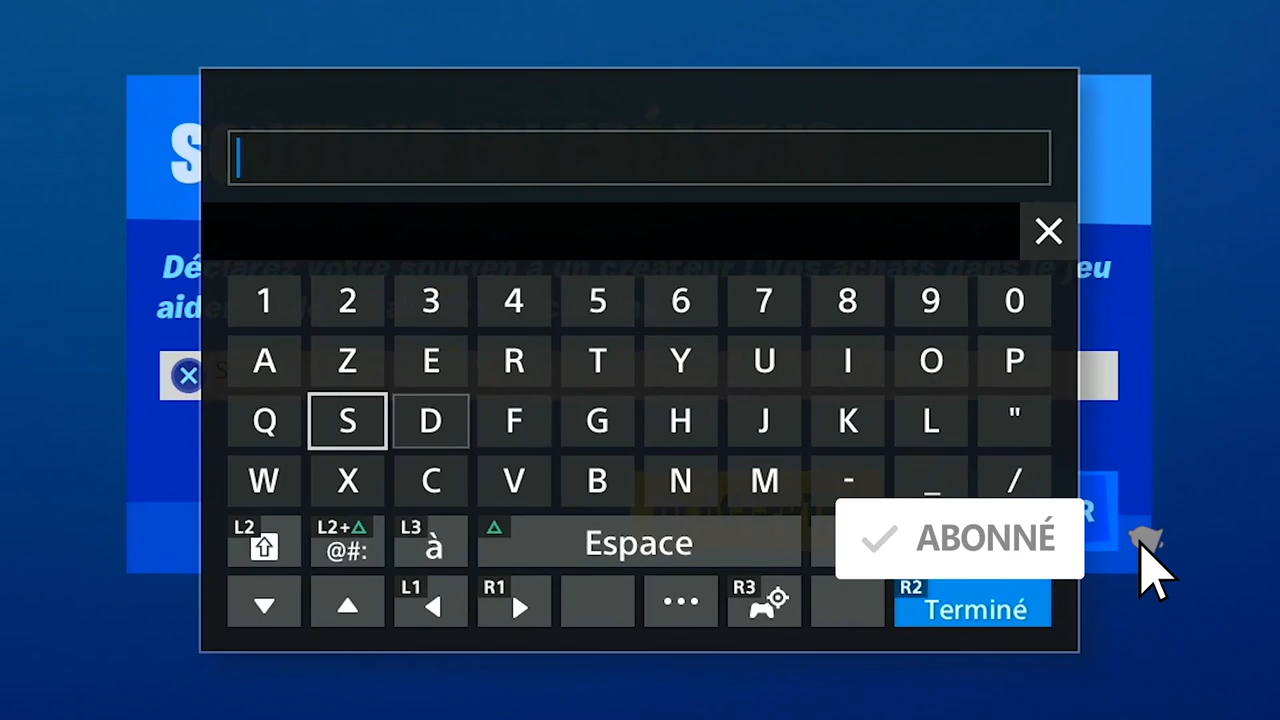 S
Déclarez votre soutien à un créateur ! Vos achats dans le jeu
aide
1 2 3 4 5 6 7 8 9 0
A Z E R T Y U I O P
Q S D F G H J K L "
W X C V B N M - _ /
L2 L2+△ @#: L3 à △ Espace
ABONNÉ
R
L1 R1 ... R3 R2 Terminé